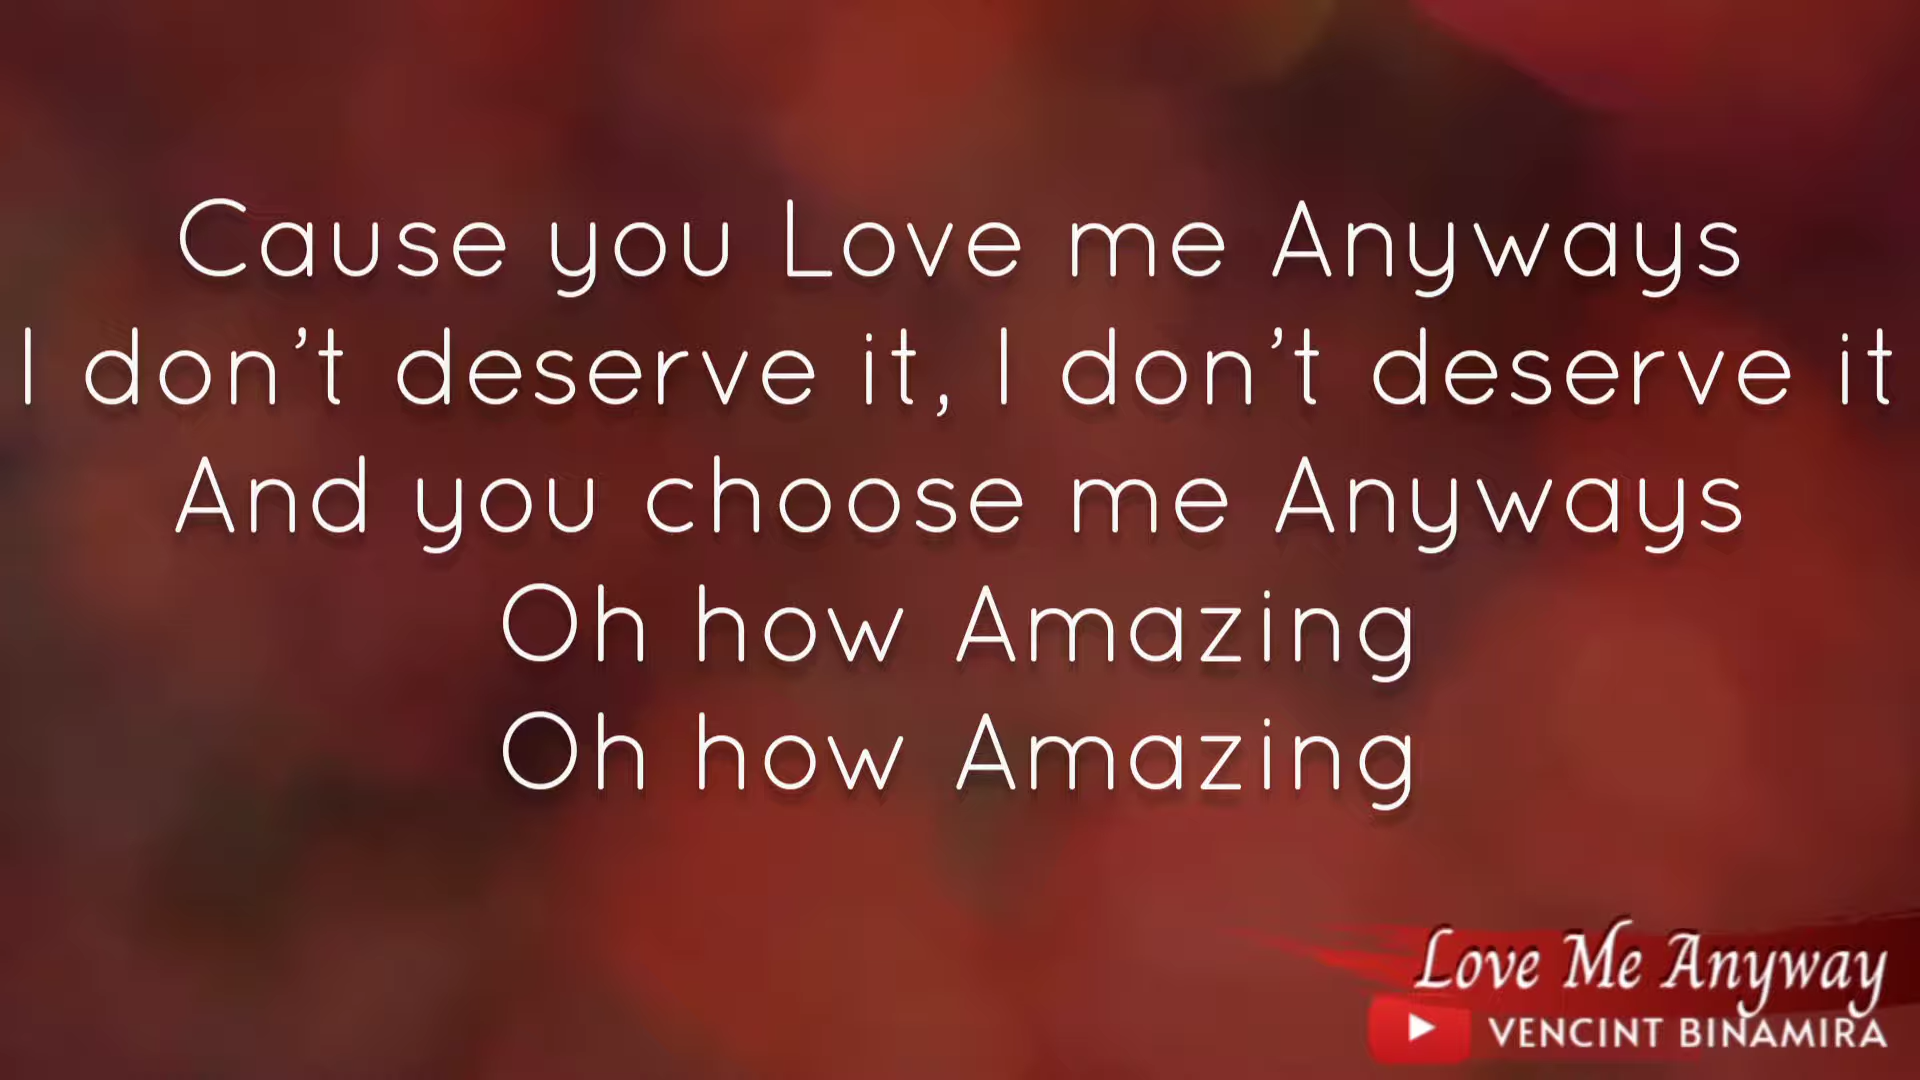 Cause you Love me Anyways
I don't deserve it, I don't deserve it
And you choose me Anyways
Oh how Amazing
Oh how Amazing
Love Me Anyway
VENCINT BINAMIRA